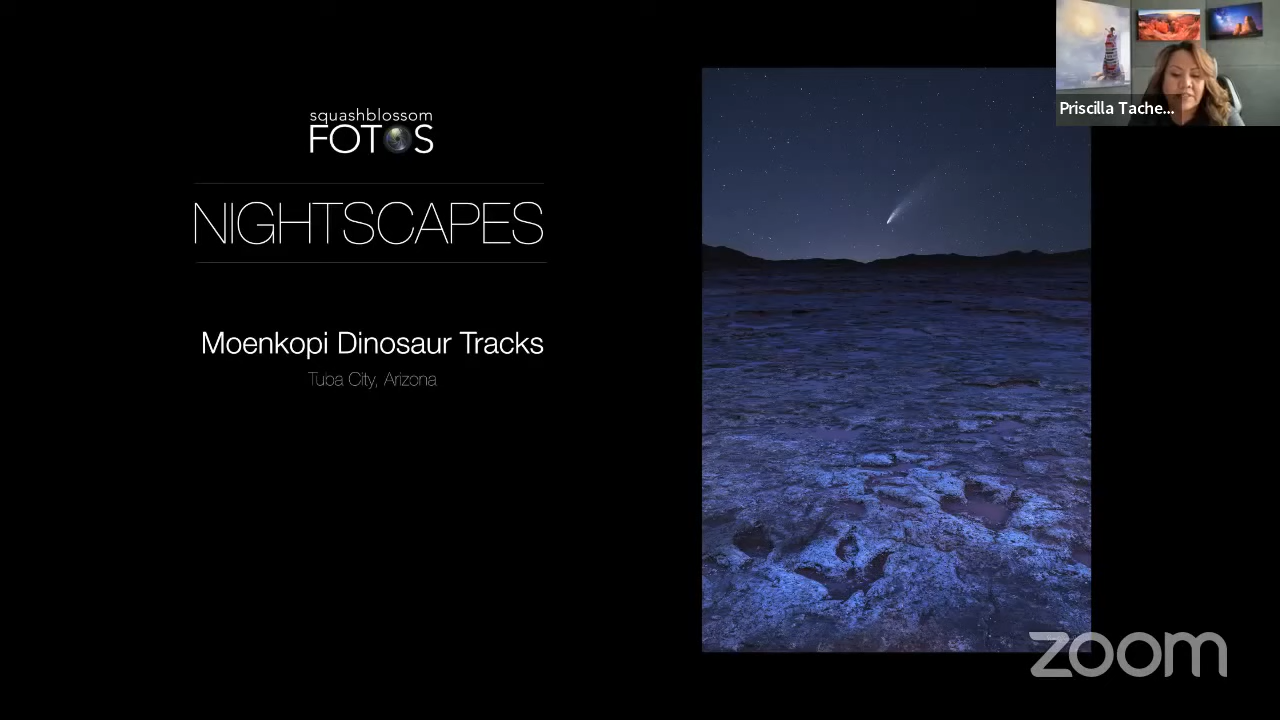 squashblossom
FOTOS
NIGHTSCAPES
Moenkopi Dinosaur Tracks
Tuba City, Arizona
Priscilla Tache...
zoom